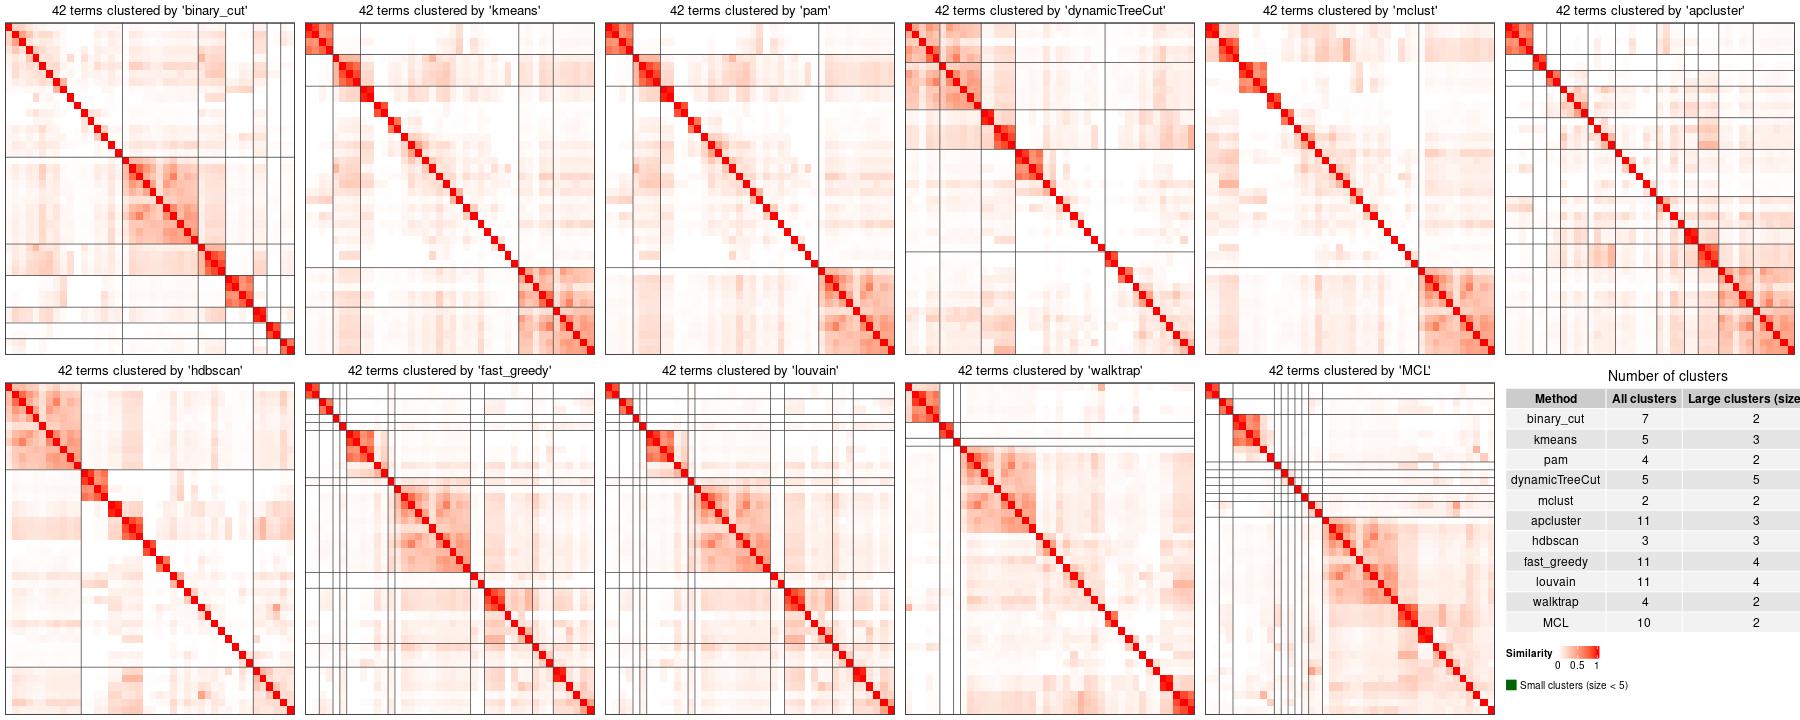 42 terms clustered by 'binary_cut'
42 terms clustered by 'kmeans'
42 terms clustered by 'pam'
42 terms clustered by 'dynamicTreeCut'
42 terms clustered by 'mclust'
42 terms clustered by 'apcluster'
42 terms clustered by 'hdbscan'
42 terms clustered by 'fast_greedy'
42 terms clustered by 'louvain'
42 terms clustered by 'walktrap'
42 terms clustered by 'MCL'
Number of clusters
Method All clusters Large clusters (size
binary_cut 7 2
kmeans 5 3
pam 4 2
dynamicTreeCut 5 5
mclust 2 2
apcluster 11 3
hdbscan 3 3
fast_greedy 11 4
louvain 11 4
walktrap 4 2
MCL 10 2
Similarity
0 0.5 1
Small clusters (size < 5)